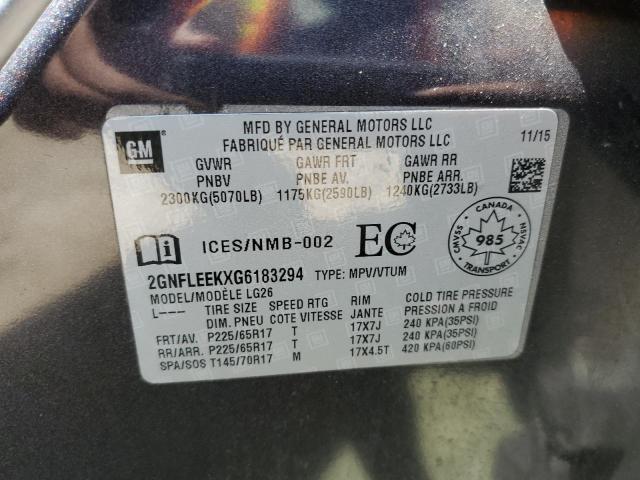 MFD BY GENERAL MOTORS LLC 11/15
GM FABRIQUÉ PAR GENERAL MOTORS LLC
GVWR GAWR FRT GAWR RR
PNBV PNBE AV. PNBE ARR.
2300KG(5070LB) 1175KG(2590LB) 1240KG(2733LB)
i ICES/NMB-002 EC
CANADA
CMVSS 985 NSVAC
2GNFLEEKXG6183294 TYPE: MPV/VTUM
MODEL/MODÈLE LG26
L--- TIRE SIZE SPEED RTG RIM COLD TIRE PRESSURE
DIM. PNEU COTE VITESSE JANTE PRESSION A FROID
FRT/AV. P225/65R17 T 17X7J 240 KPA(35PSI)
RR/ARR. P225/65R17 T 17X7J 240 KPA(35PSI)
SPA/SOS T145/70R17 M 17X4.5T 420 KPA(60PSI)